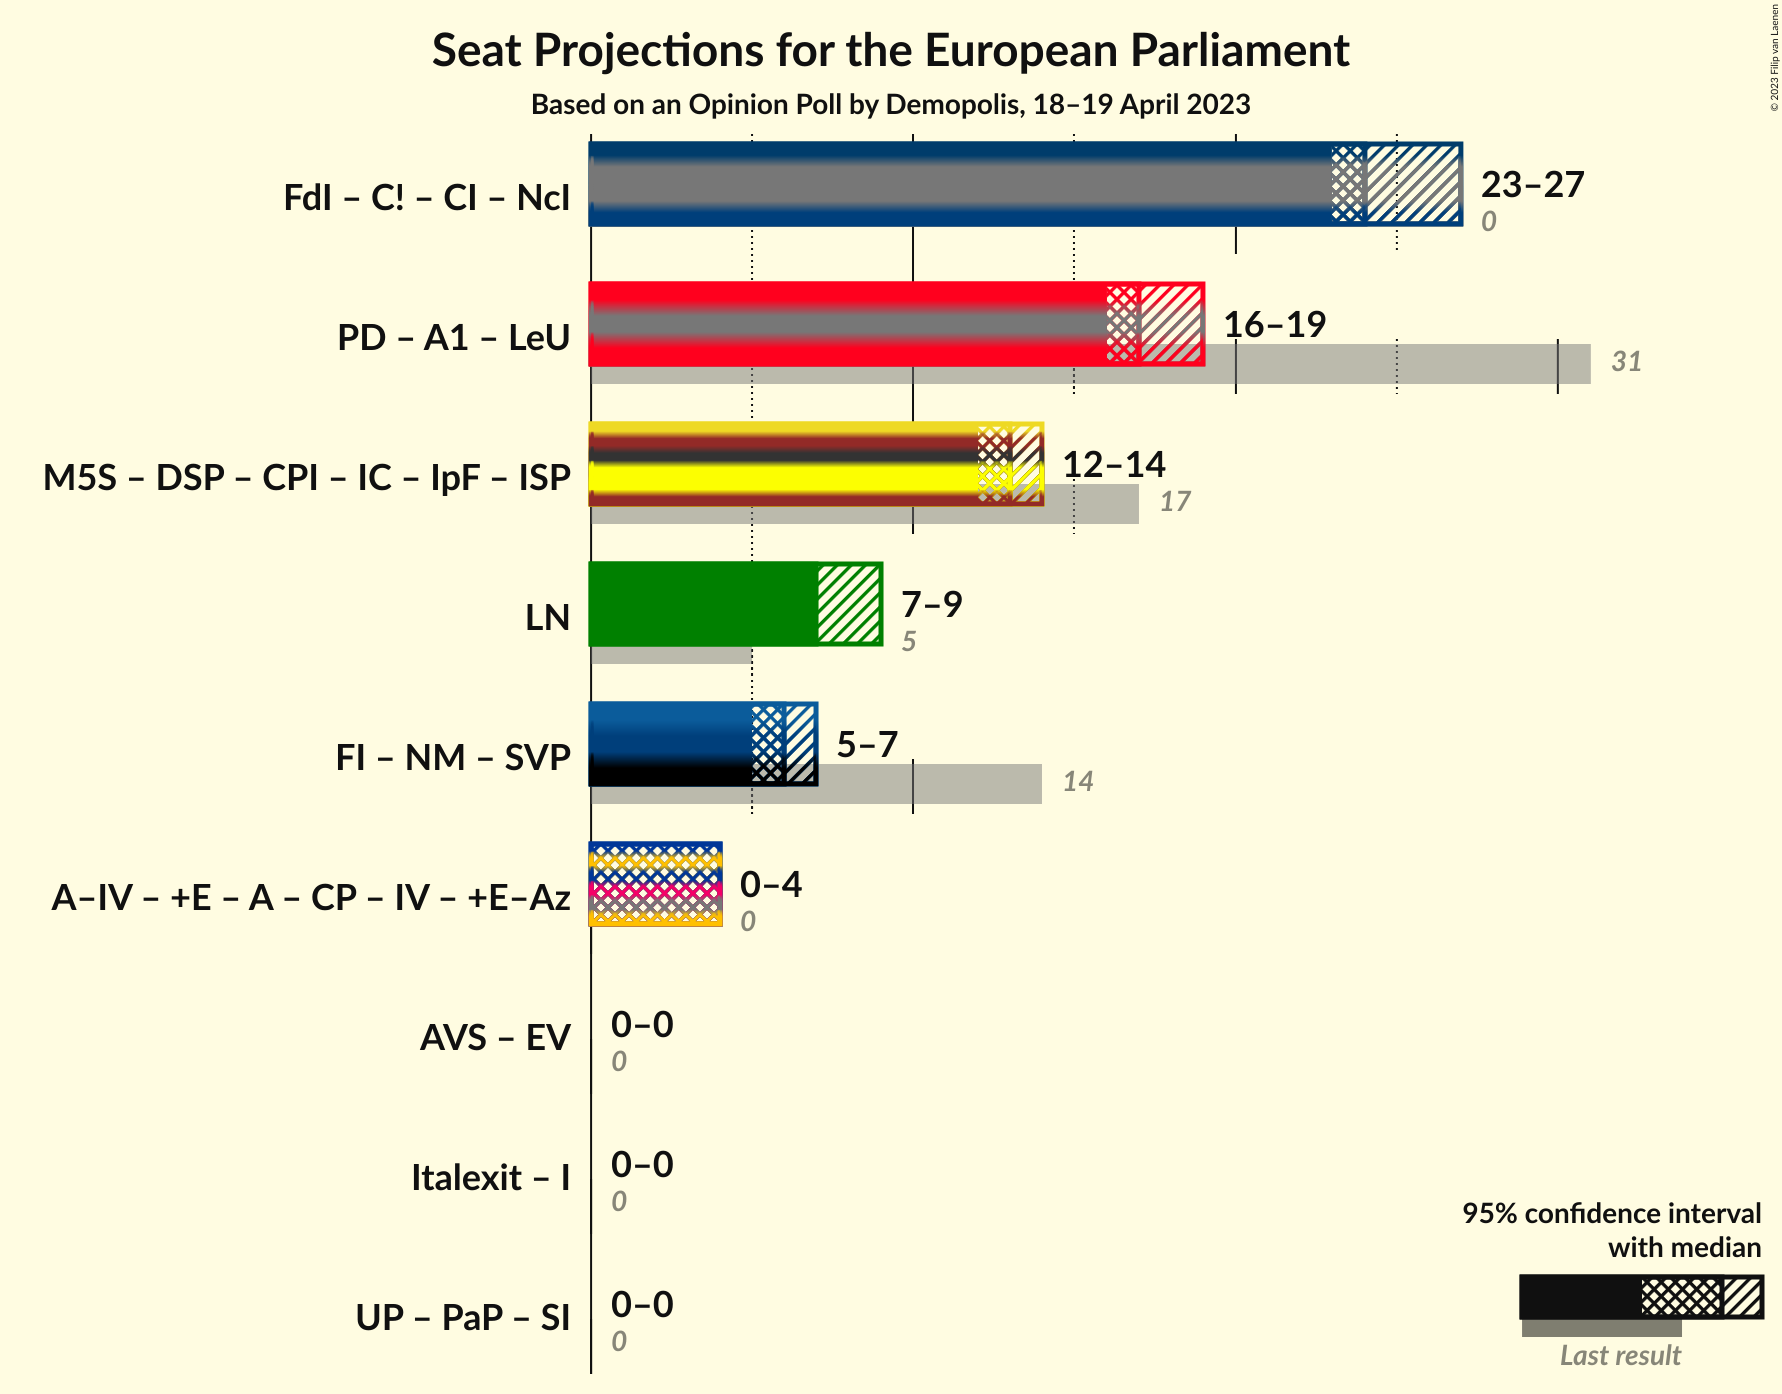 Seat Projections for the European Parliament
Based on an Opinion Poll by Demopolis, 18–19 April 2023
© 2023 Filip van Laenen
FdI – C! – CI – NcI
23–27
0
PD – A1 – LeU
16–19
31
M5S – DSP – CPI – IC – IpF – ISP
12–14
17
LN
7–9
5
FI – NM – SVP
5–7
14
A–IV – +E – A – CP – IV – +E–Az
0–4
0
AVS – EV
0–0
0
Italexit – I
0–0
0
UP – PaP – SI
0–0
0
95% confidence interval
with median
Last result